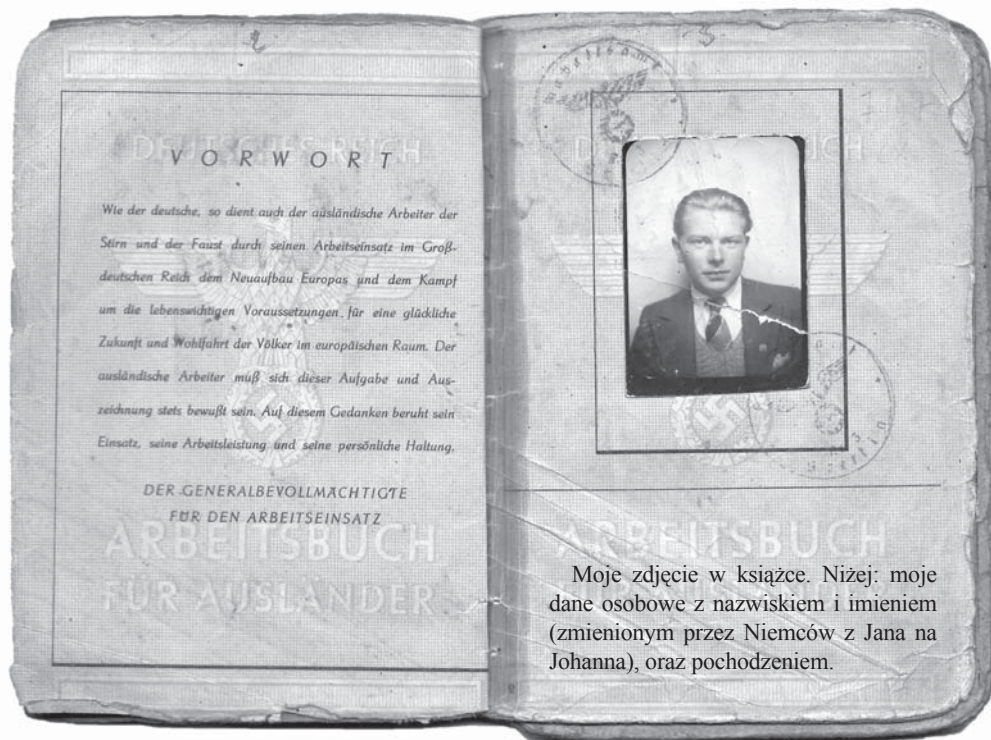 DEUTSCHES REICH
VORWORT
Wie der deutsche, so dient auch der ausländische Arbeiter der
Stirn und der Faust durch seinen Arbeitseinsatz im Groß-
deutschen Reich dem Neuaufbau Europas und dem Kampf
um die lebenswichtigen Voraussetzungen für eine glückliche
Zukunft und Wohlfahrt der Völker im europäischen Raum. Der
ausländische Arbeiter muß sich dieser Aufgabe und Aus-
zeichnung stets bewußt sein. Auf diesem Gedanken beruht sein
Einsatz, seine Arbeitsleistung und seine persönliche Haltung.
DER GENERALBEVOLLMÄCHTIGTE
FÜR DEN ARBEITSEINSATZ
ARBEITSBUCH
FÜR AUSLÄNDER
3
ARBEITSBUCH
Moje zdjęcie w książce. Niżej: moje
dane osobowe z nazwiskiem i imieniem
(zmienionym przez Niemców z Jana na
Johanna), oraz pochodzeniem.